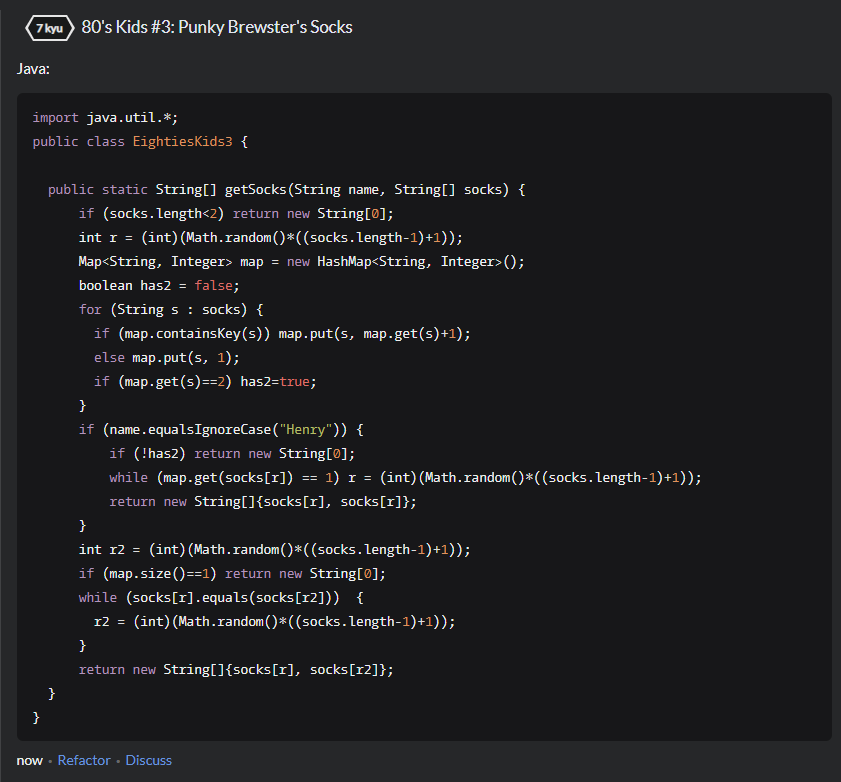 7 kyu 80's Kids #3: Punky Brewster's Socks
Java:
import java.util.*;
public class EightiesKids3 {
public static String[] getSocks(String name, String[] socks) {
if (socks.length<2) return new String[0];
int r = (int)(Math.random()*((socks.length-1)+1));
Map<String, Integer> map = new HashMap<String, Integer>();
boolean has2 = false;
for (String s : socks) {
if (map.containsKey(s)) map.put(s, map.get(s)+1);
else map.put(s, 1);
if (map.get(s)==2) has2=true;
}
if (name.equalsIgnoreCase("Henry")) {
if (!has2) return new String[0];
while (map.get(socks[r]) == 1) r = (int)(Math.random()*((socks.length-1)+1));
return new String[]{socks[r], socks[r]};
}
int r2 = (int)(Math.random()*((socks.length-1)+1));
if (map.size()==1) return new String[0];
while (socks[r].equals(socks[r2])) {
r2 = (int)(Math.random()*((socks.length-1)+1));
}
return new String[]{socks[r], socks[r2]};
}
}
now • Refactor • Discuss